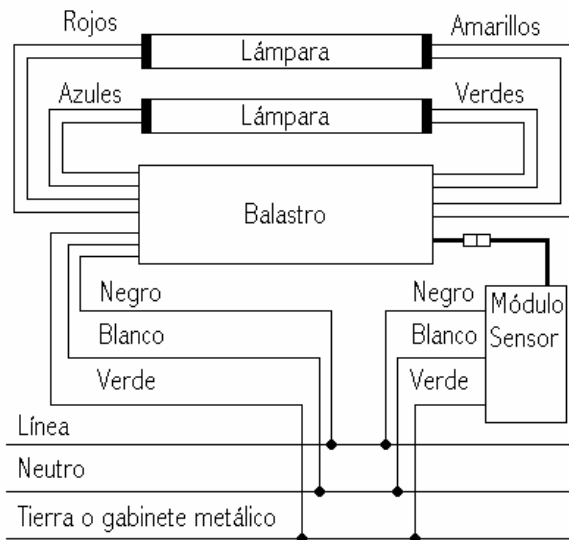 Rojos
Amarillos
Lámpara
Azules
Verdes
Lámpara
Balastro
Negro
Negro
Módulo
Sensor
Blanco
Blanco
Verde
Verde
Línea
Neutro
Tierra o gabinete metálico